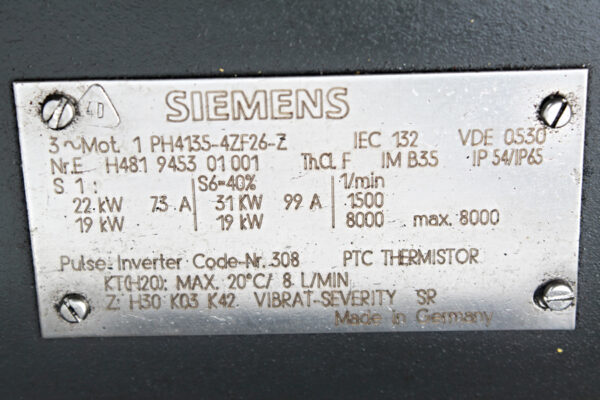 4D SIEMENS
3~Mot. 1 PH4135-4ZF26-Z IEC 132 VDE 0530
Nr.E H481 9453 01 001 Th.Cl. F IM B35 IP 54/IP65
S 1 : S6=40% 1/min
22 kW 73 A 31 KW 99 A 1500
19 kW 19 kW 8000 max. 8000
Pulse-Inverter Code-Nr. 308 PTC THERMISTOR
KT(H20): MAX. 20°C/ 8 L/MIN
Z: H30 K03 K42 VIBRAT-SEVERITY SR
Made in Germany